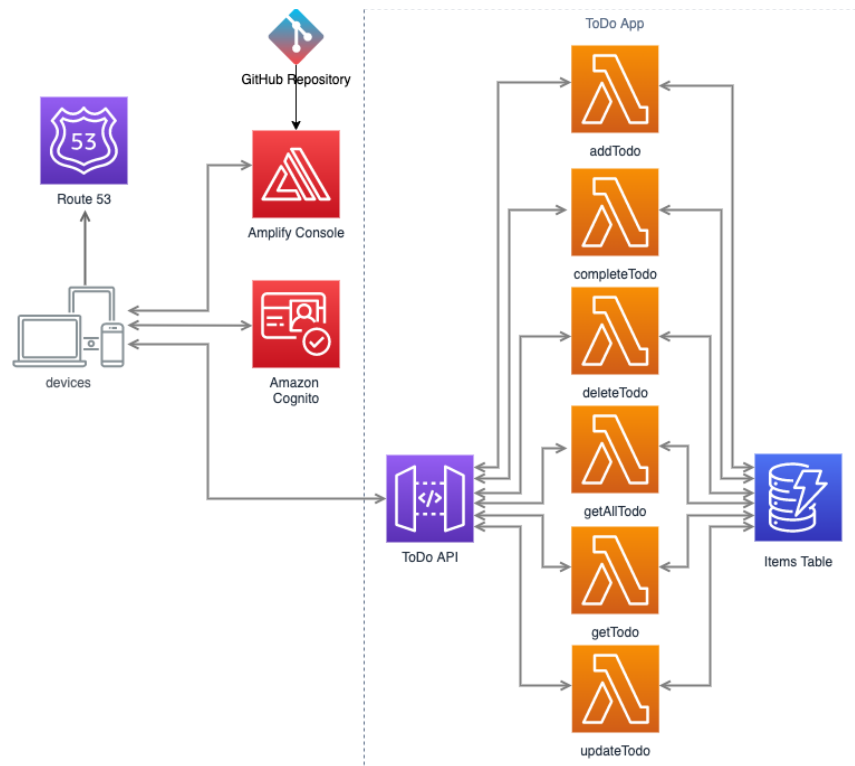 ToDo App
GitHub Repository
addTodo
53
Route 53
Amplify Console
completeTodo
devices
Amazon
Cognito
deleteTodo
</>
ToDo API
getAllTodo
Items Table
getTodo
updateTodo